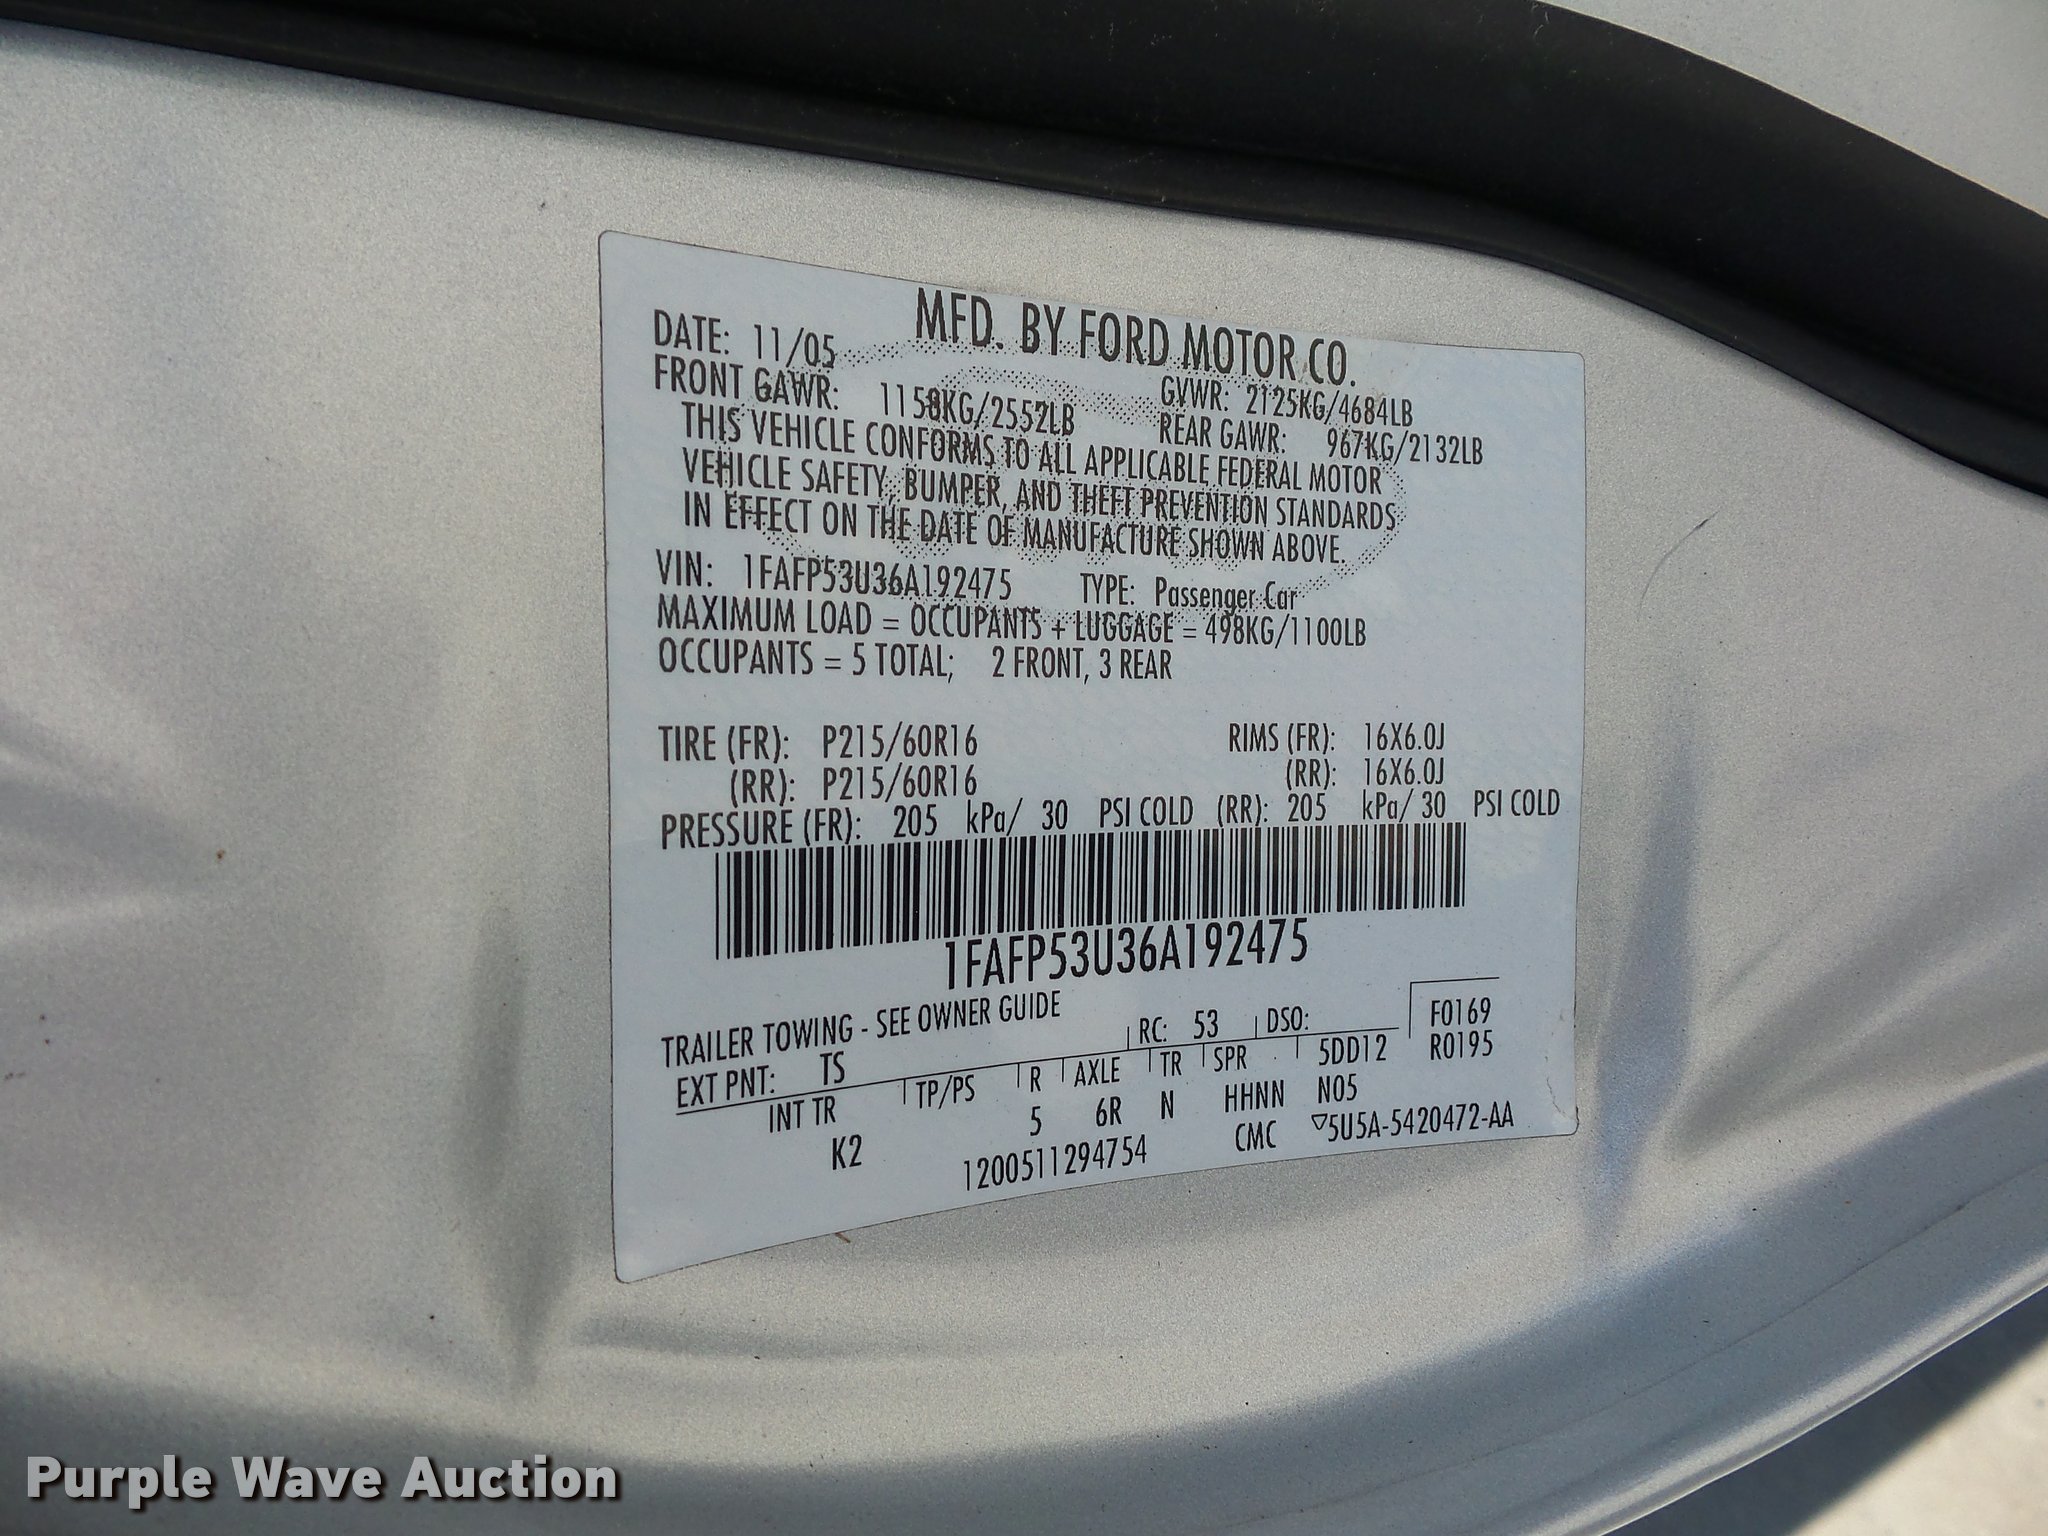 MFD. BY FORD MOTOR CO.
DATE: 11/05 GVWR: 2125KG/4684LB
FRONT GAWR: 1158KG/2552LB REAR GAWR: 967KG/2132LB
THIS VEHICLE CONFORMS TO ALL APPLICABLE FEDERAL MOTOR
VEHICLE SAFETY, BUMPER, AND THEFT PREVENTION STANDARDS
IN EFFECT ON THE DATE OF MANUFACTURE SHOWN ABOVE.
VIN: 1FAFP53U36A192475 TYPE: Passenger Car
MAXIMUM LOAD = OCCUPANTS + LUGGAGE = 498KG/1100LB
OCCUPANTS = 5 TOTAL; 2 FRONT, 3 REAR
TIRE (FR): P215/60R16 RIMS (FR): 16X6.0J
(RR): P215/60R16 (RR): 16X6.0J
PRESSURE (FR): 205 kPa/ 30 PSI COLD (RR): 205 kPa/ 30 PSI COLD
1FAFP53U36A192475
TRAILER TOWING - SEE OWNER GUIDE
EXT PNT: TS RC: 53 DSO: F0169
INT TR TP/PS R AXLE TR SPR 5DD12 R0195
K2 5 6R N HHNN N05
1200511294754 CMC ▽5U5A-5420472-AA
Purple Wave Auction